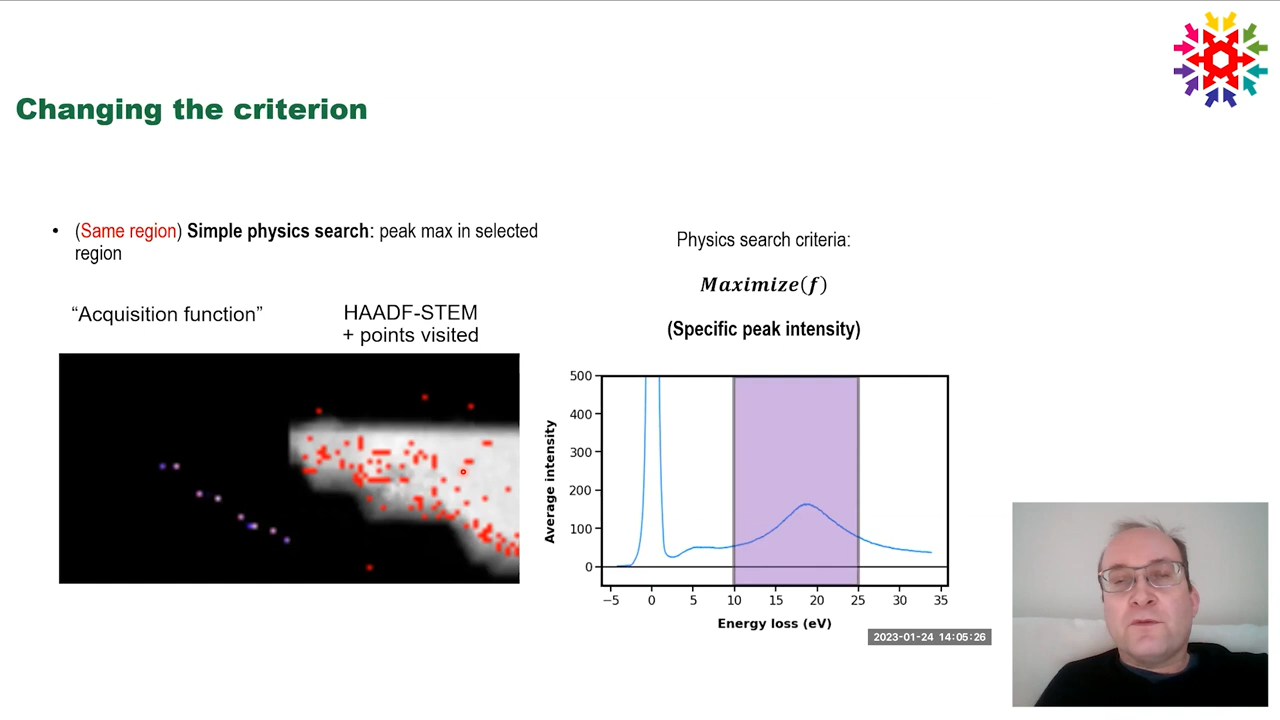 Changing the criterion
• (Same region) Simple physics search: peak max in selected
region
“Acquisition function”
HAADF-STEM
+ points visited
Physics search criteria:
Maximize(f)
(Specific peak intensity)
500
400
300
200
100
0
Average intensity
−5 0 5 10 15 20 25 30 35
Energy loss (eV)
2023-01-24 14:05:26